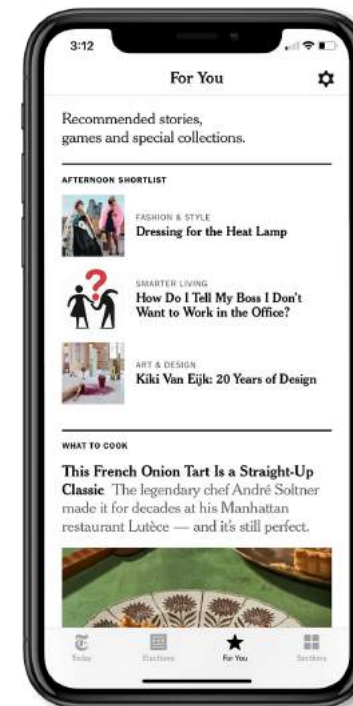 3:12
For You
Recommended stories,
games and special collections.
AFTERNOON SHORTLIST
FASHION & STYLE
Dressing for the Heat Lamp
?
SMARTER LIVING
How Do I Tell My Boss I Don't
Want to Work in the Office?
ART & DESIGN
Kiki Van Eijk: 20 Years of Design
WHAT TO COOK
This French Onion Tart Is a Straight-Up
Classic The legendary chef André Soltner
made it for decades at his Manhattan
restaurant Lutèce — and it's still perfect.
Today
Elections
For You
Sections